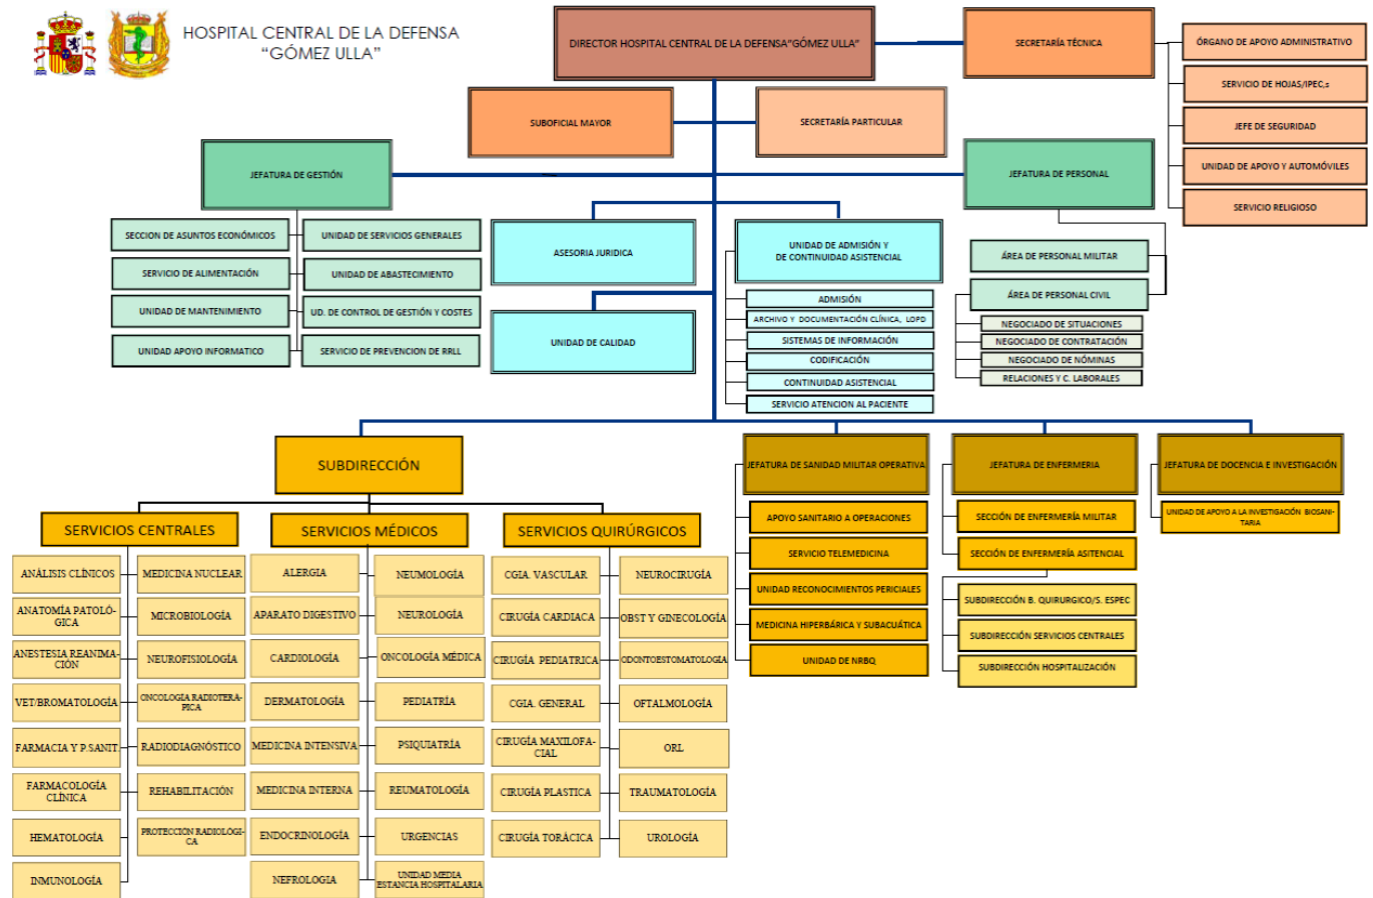 HOSPITAL CENTRAL DE LA DEFENSA
“GÓMEZ ULLA”
DIRECTOR HOSPITAL CENTRAL DE LA DEFENSA“GÓMEZ ULLA”
SECRETARÍA TÉCNICA
ÓRGANO DE APOYO ADMINISTRATIVO
SERVICIO DE HOJAS/IPEC,s
JEFE DE SEGURIDAD
UNIDAD DE APOYO Y AUTOMÓVILES
SERVICIO RELIGIOSO
SUBOFICIAL MAYOR
SECRETARÍA PARTICULAR
JEFATURA DE GESTIÓN
JEFATURA DE PERSONAL
SECCION DE ASUNTOS ECONÓMICOS
UNIDAD DE SERVICIOS GENERALES
SERVICIO DE ALIMENTACIÓN
UNIDAD DE ABASTECIMIENTO
UNIDAD DE MANTENIMIENTO
UD. DE CONTROL DE GESTIÓN Y COSTES
UNIDAD APOYO INFORMATICO
SERVICIO DE PREVENCION DE RRLL
ASESORIA JURIDICA
UNIDAD DE CALIDAD
UNIDAD DE ADMISIÓN Y
DE CONTINUIDAD ASISTENCIAL
ADMISIÓN
ARCHIVO Y DOCUMENTACIÓN CLÍNICA, LOPD
SISTEMAS DE INFORMACIÓN
CODIFICACIÓN
CONTINUIDAD ASISTENCIAL
SERVICIO ATENCION AL PACIENTE
ÁREA DE PERSONAL MILITAR
ÁREA DE PERSONAL CIVIL
NEGOCIADO DE SITUACIONES
NEGOCIADO DE CONTRATACIÓN
NEGOCIADO DE NÓMINAS
RELACIONES Y C. LABORALES
SUBDIRECCIÓN
SERVICIOS CENTRALES
ANÁLISIS CLÍNICOS
MEDICINA NUCLEAR
ANATOMÍA PATOLÓ-
GICA
MICROBIOLOGÍA
ANESTESIA REANIMA-
CIÓN
NEUROFISIOLOGÍA
VET/BROMATOLOGÍA
ONCOLOGÍA RADIOTERÁ-
PICA
FARMACIA Y P.SANIT.
RADIODIAGNÓSTICO
FARMACOLOGÍA
CLÍNICA
REHABILITACIÓN
HEMATOLOGÍA
PROTECCIÓN RADIOLÓGI-
CA
INMUNOLOGÍA
SERVICIOS MÉDICOS
ALERGIA
NEUMOLOGÍA
APARATO DIGESTIVO
NEUROLOGÍA
CARDIOLOGÍA
ONCOLOGÍA MÉDICA
DERMATOLOGÍA
PEDIATRÍA
MEDICINA INTENSIVA
PSIQUIATRÍA
MEDICINA INTERNA
REUMATOLOGÍA
ENDOCRINOLOGÍA
URGENCIAS
NEFROLOGIA
UNIDAD MEDIA
ESTANCIA HOSPITALARIA
SERVICIOS QUIRÚRGICOS
CGIA. VASCULAR
NEUROCIRUGÍA
CIRUGÍA CARDIACA
OBST Y GINECOLOGÍA
CIRUGÍA PEDIATRICA
ODONTOESTOMATOLOGÍA
CGIA. GENERAL
OFTALMOLOGÍA
CIRUGÍA MAXILOFA-
CIAL
ORL
CIRUGÍA PLASTICA
TRAUMATOLOGÍA
CIRUGÍA TORÁCICA
UROLOGÍA
JEFATURA DE SANIDAD MILITAR OPERATIVA
APOYO SANITARIO A OPERACIONES
SERVICIO TELEMEDICINA
UNIDAD RECONOCIMIENTOS PERICIALES
MEDICINA HIPERBÁRICA Y SUBACUÁTICA
UNIDAD DE NRBQ
JEFATURA DE ENFERMERIA
SECCIÓN DE ENFERMERÍA MILITAR
SECCIÓN DE ENFERMERÍA ASITENCIAL
SUBDIRECCIÓN B. QUIRURGICO/S. ESPEC
SUBDIRECCIÓN SERVICIOS CENTRALES
SUBDIRECCIÓN HOSPITALIZACIÓN
JEFATURA DE DOCENCIA E INVESTIGACIÓN
UNIDAD DE APOYO A LA INVESTIGACIÓN BIOSANI-
TARIA